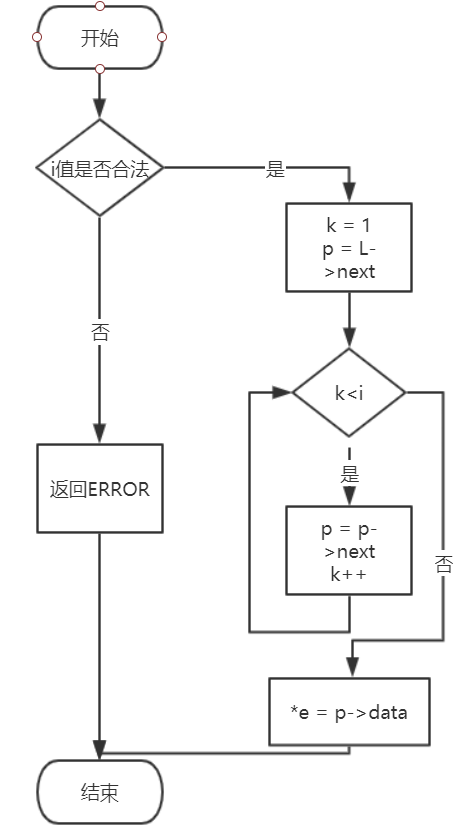 开始
i值是否合法
是
k = 1
p = L-
>next
否
k<i
是
返回ERROR
p = p-
>next
k++
否
*e = p->data
结束